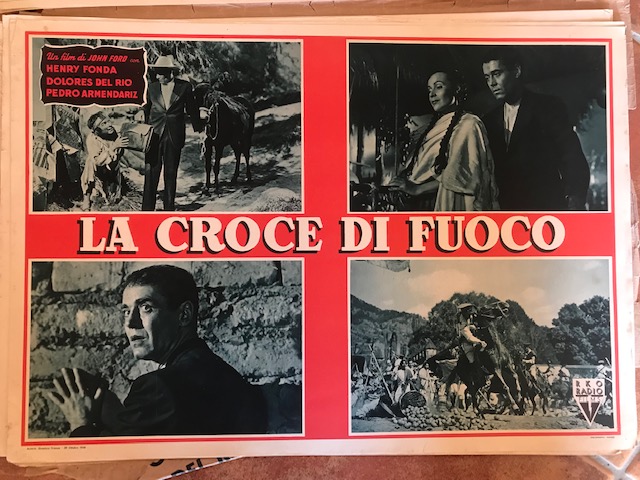 Un film di JOHN FORD con
HENRY FONDA
DOLORES DEL RIO
PEDRO ARMENDARIZ
LA CROCE DI FUOCO
RKO
RADIO
FILMS